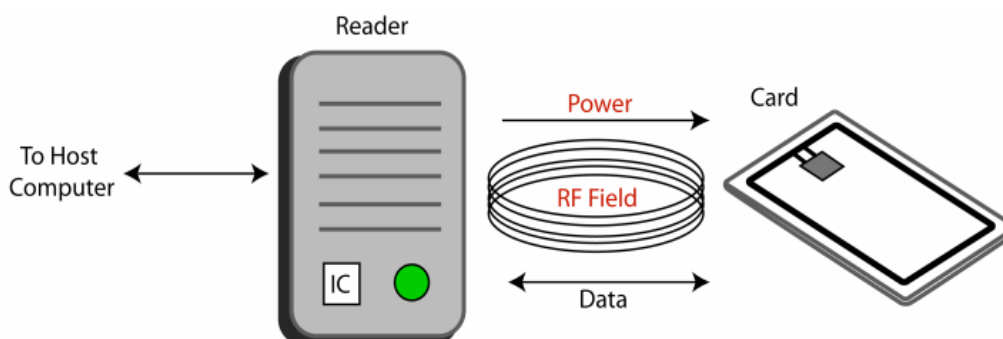 Reader
To Host
Computer
IC
Power
RF Field
Data
Card